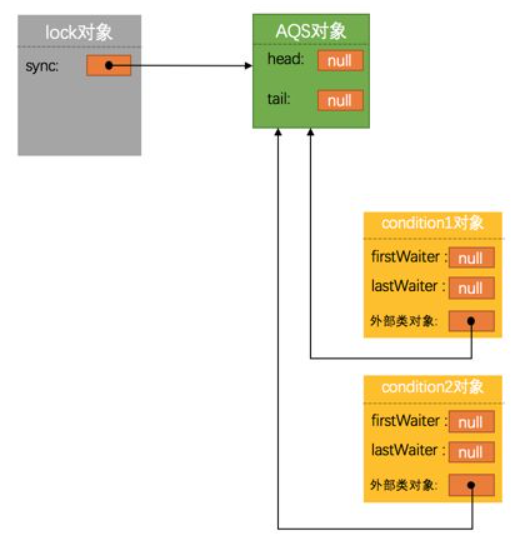 lock对象
sync:
AQS对象
head: null
tail: null
condition1对象
firstWaiter : null
lastWaiter : null
外部类对象:
condition2对象
firstWaiter : null
lastWaiter : null
外部类对象: